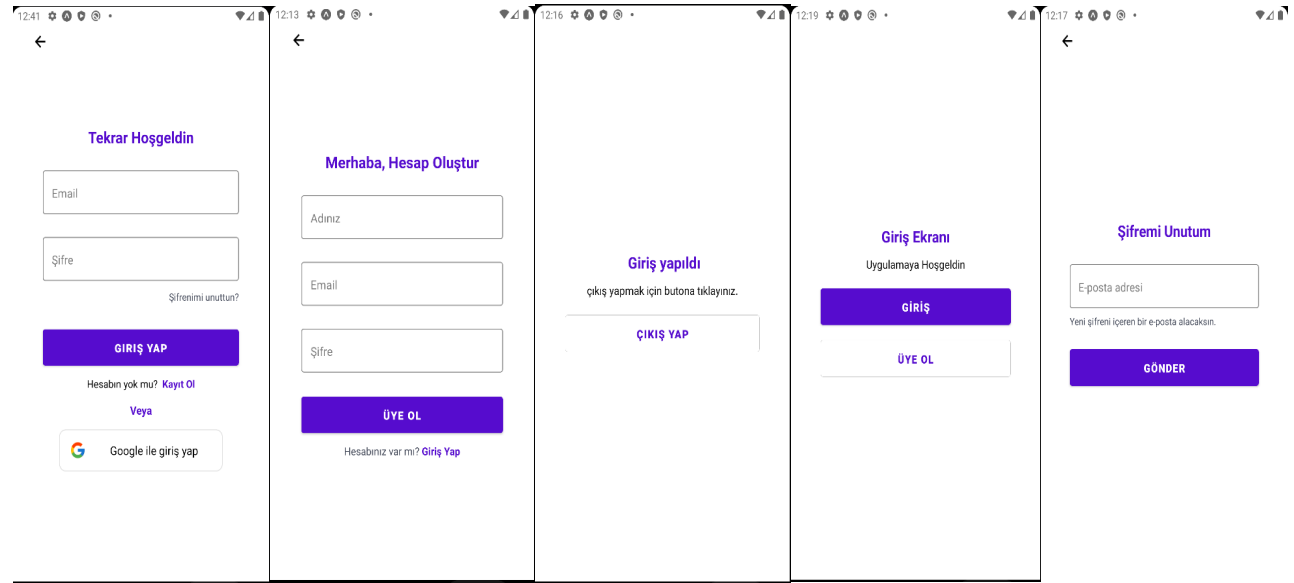 12:41
Tekrar Hoşgeldin
Email
Şifre
Şifrenimi unuttun?
GIRIŞ YAP
Hesabın yok mu? Kayıt Ol
Veya
Google ile giriş yap
12:13
Merhaba, Hesap Oluştur
Adınız
Email
Şifre
ÜYE OL
Hesabınız var mı? Giriş Yap
12:16
Giriş yapıldı
çıkış yapmak için butona tıklayınız.
ÇIKIŞ YAP
12:19
Giriş Ekranı
Uygulamaya Hoşgeldin
GİRİŞ
ÜYE OL
12:17
Şifremi Unutum
E-posta adresi
Yeni şifreni içeren bir e-posta alacaksın.
GÖNDER